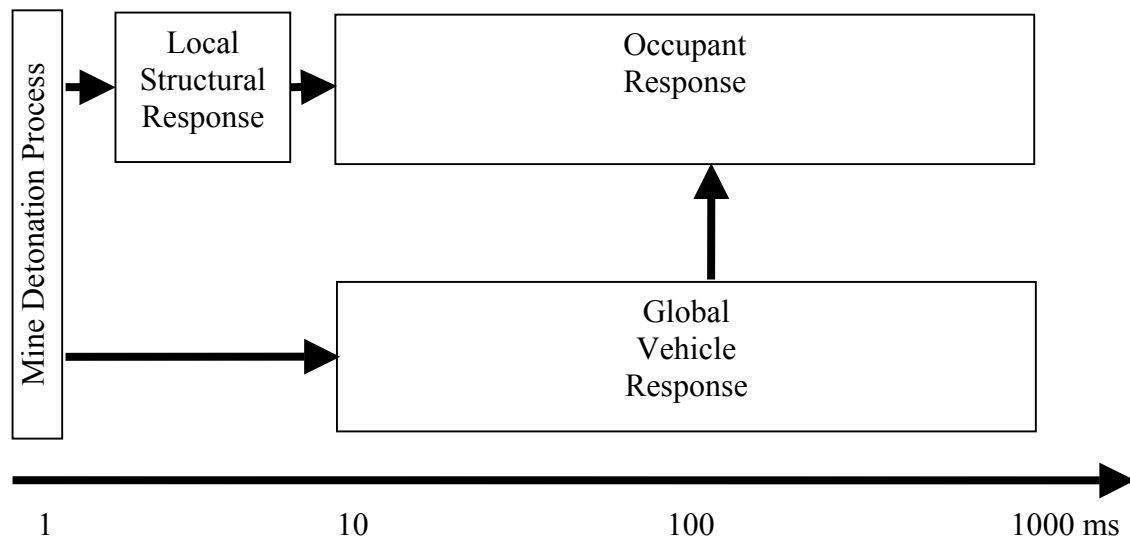 Mine Detonation Process
Local
Structural
Response
Occupant
Response
Global
Vehicle
Response
1 10 100 1000 ms